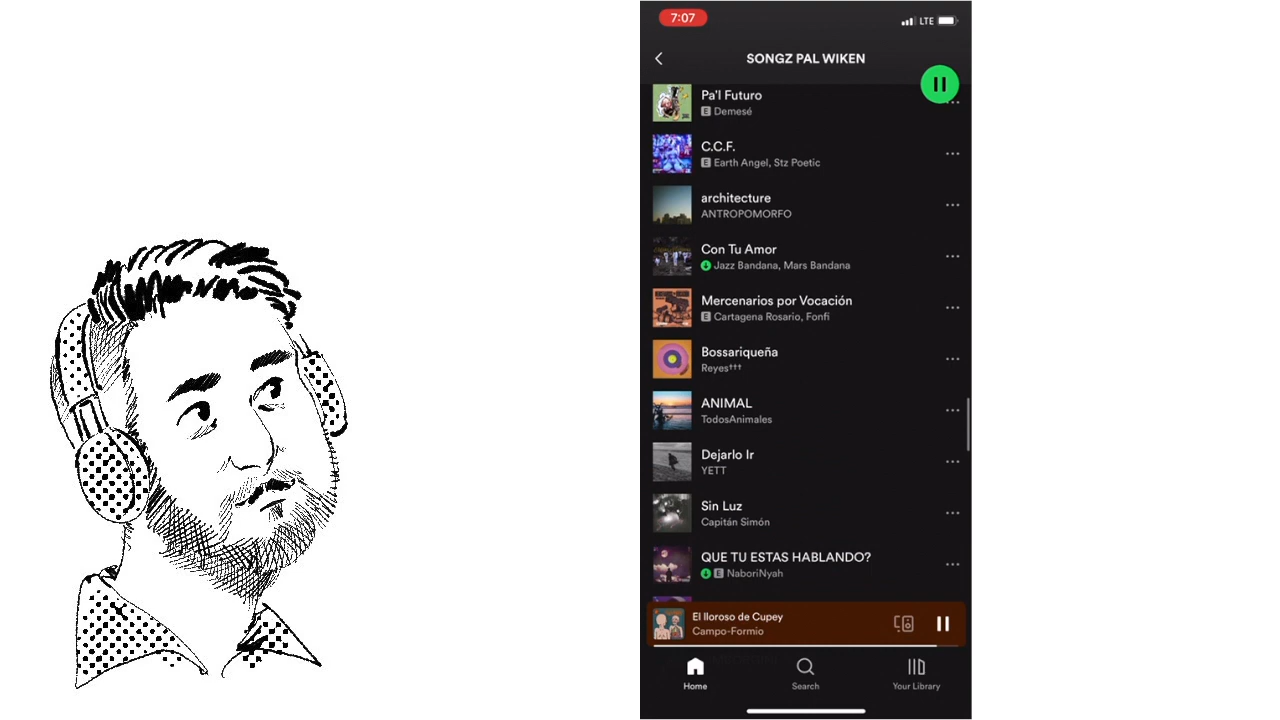 7:07
LTE
SONGZ PAL WIKEN
Pa'l Futuro
E Demesé
C.C.F.
E Earth Angel, Stz Poetic
architecture
ANTROPOMORFO
Con Tu Amor
Jazz Bandana, Mars Bandana
Mercenarios por Vocación
E Cartagena Rosario, Fonfi
Bossariqueña
Reyes†††
ANIMAL
TodosAnimales
Dejarlo Ir
YETT
Sin Luz
Capitán Simón
QUE TU ESTAS HABLANDO?
E NaboriNyah
El lloroso de Cupey
Campo-Formio
Home
Search
Your Library